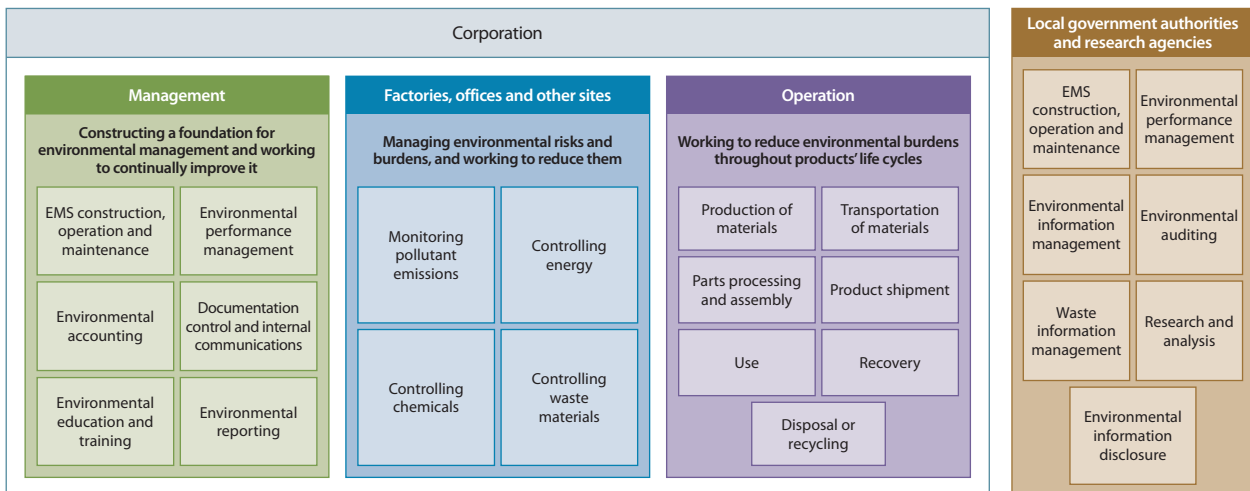 Corporation
Management
Constructing a foundation for
environmental management and working
to continually improve it
EMS construction,
operation and
maintenance
Environmental
performance
management
Environmental
accounting
Documentation
control and internal
communications
Environmental
education and
training
Environmental
reporting
Factories, offices and other sites
Managing environmental risks and
burdens, and working to reduce them
Monitoring
pollutant
emissions
Controlling
energy
Controlling
chemicals
Controlling
waste
materials
Operation
Working to reduce environmental burdens
throughout products' life cycles
Production of
materials
Transportation
of materials
Parts processing
and assembly
Product shipment
Use
Recovery
Disposal or
recycling
Local government authorities
and research agencies
EMS
construction,
operation and
maintenance
Environmental
performance
management
Environmental
information
management
Environmental
auditing
Waste
information
management
Research and
analysis
Environmental
information
disclosure